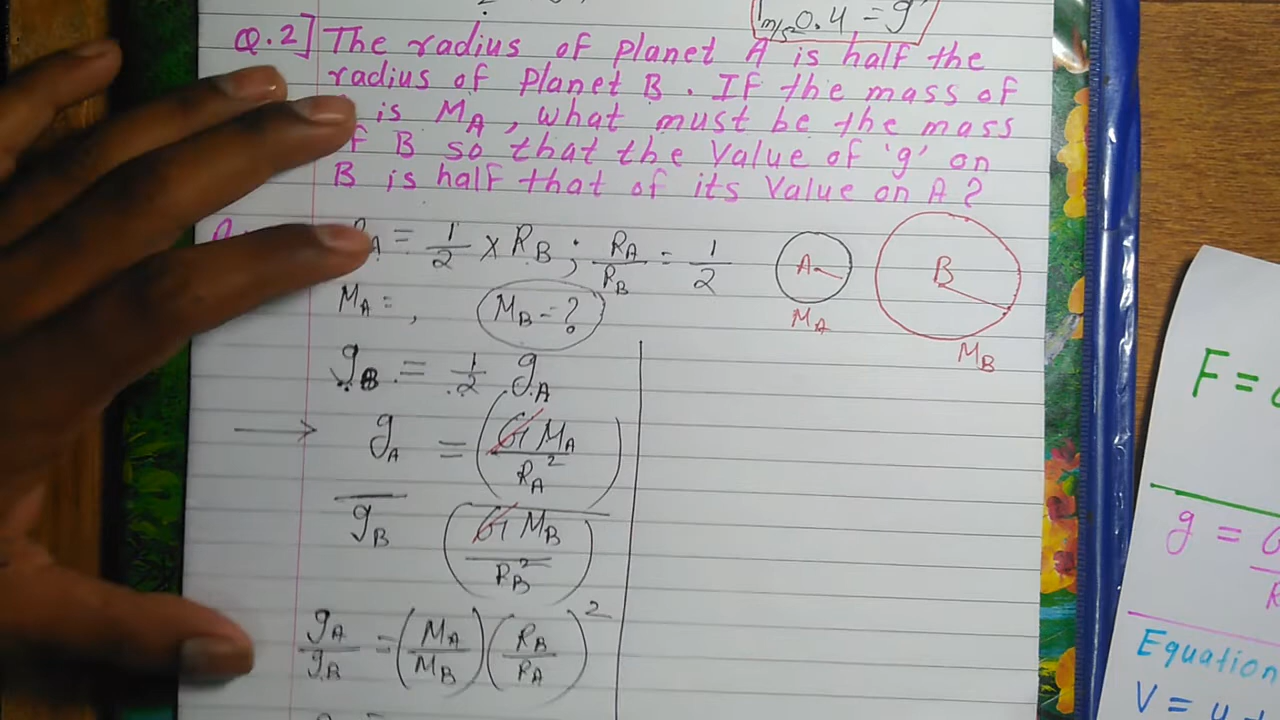 m/s² 0.4 = g
Q.2] The radius of planet A is half the
radius of planet B. If the mass of
is MA, what must be the mass
f B so that the value of 'g' on
B is half that of its value on A?
A = 1/2 × RB ; RA/RB = 1/2
A
B
MA = , MB = ?
MA
MB
gB = 1/2 gA
gA/gB = (GMA/RA²)/(GMB/RB²)
gA/gB = (MA/MB)(RB/RA)²
F =
g =
Equation
V = u +